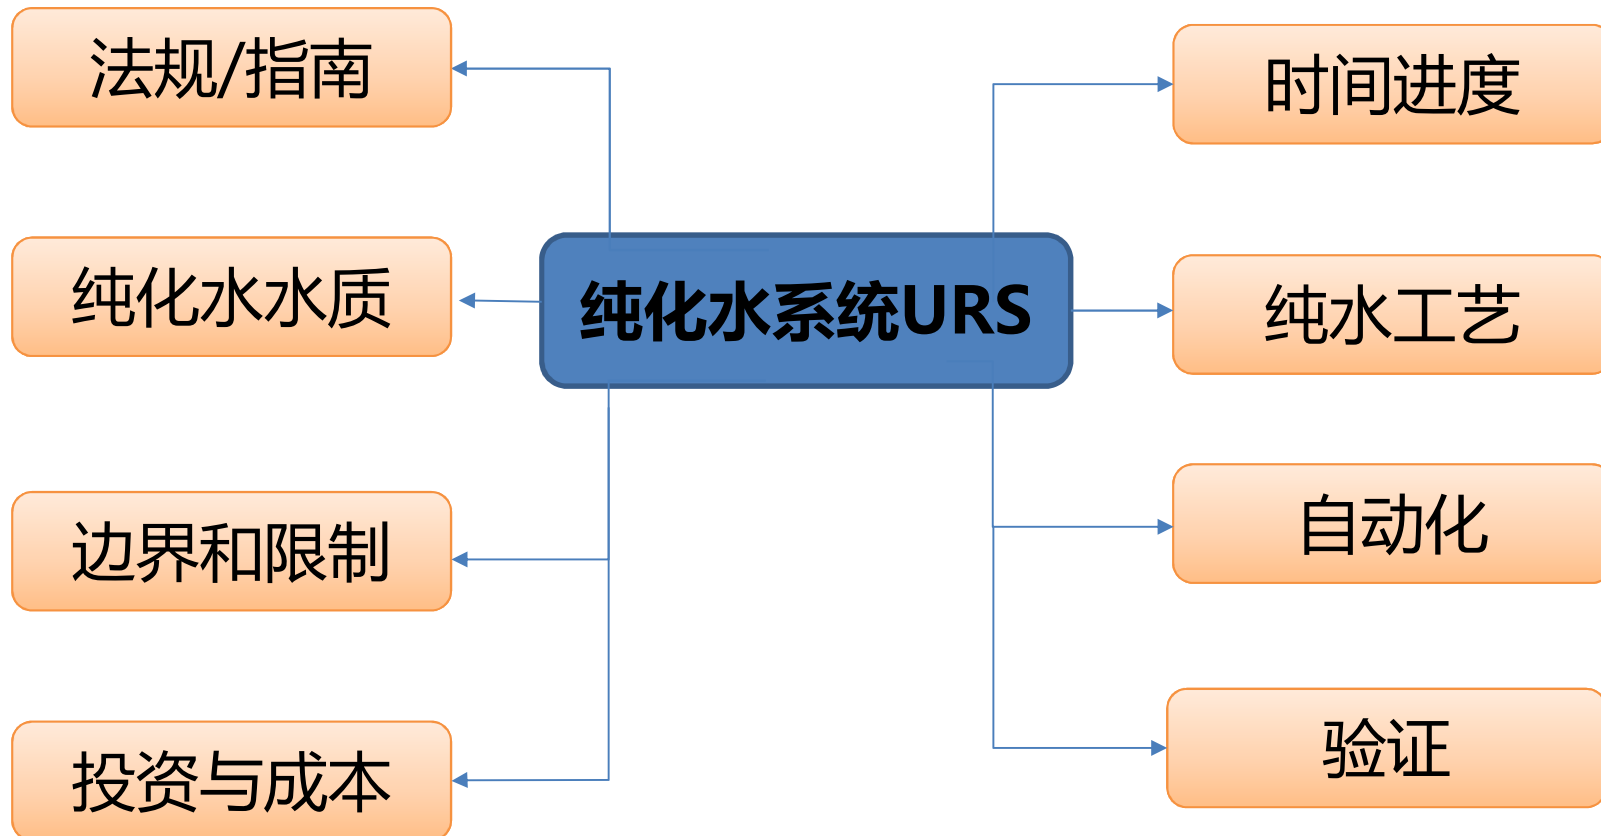 法规/指南
纯化水水质
边界和限制
投资与成本
纯化水系统URS
时间进度
纯水工艺
自动化
验证